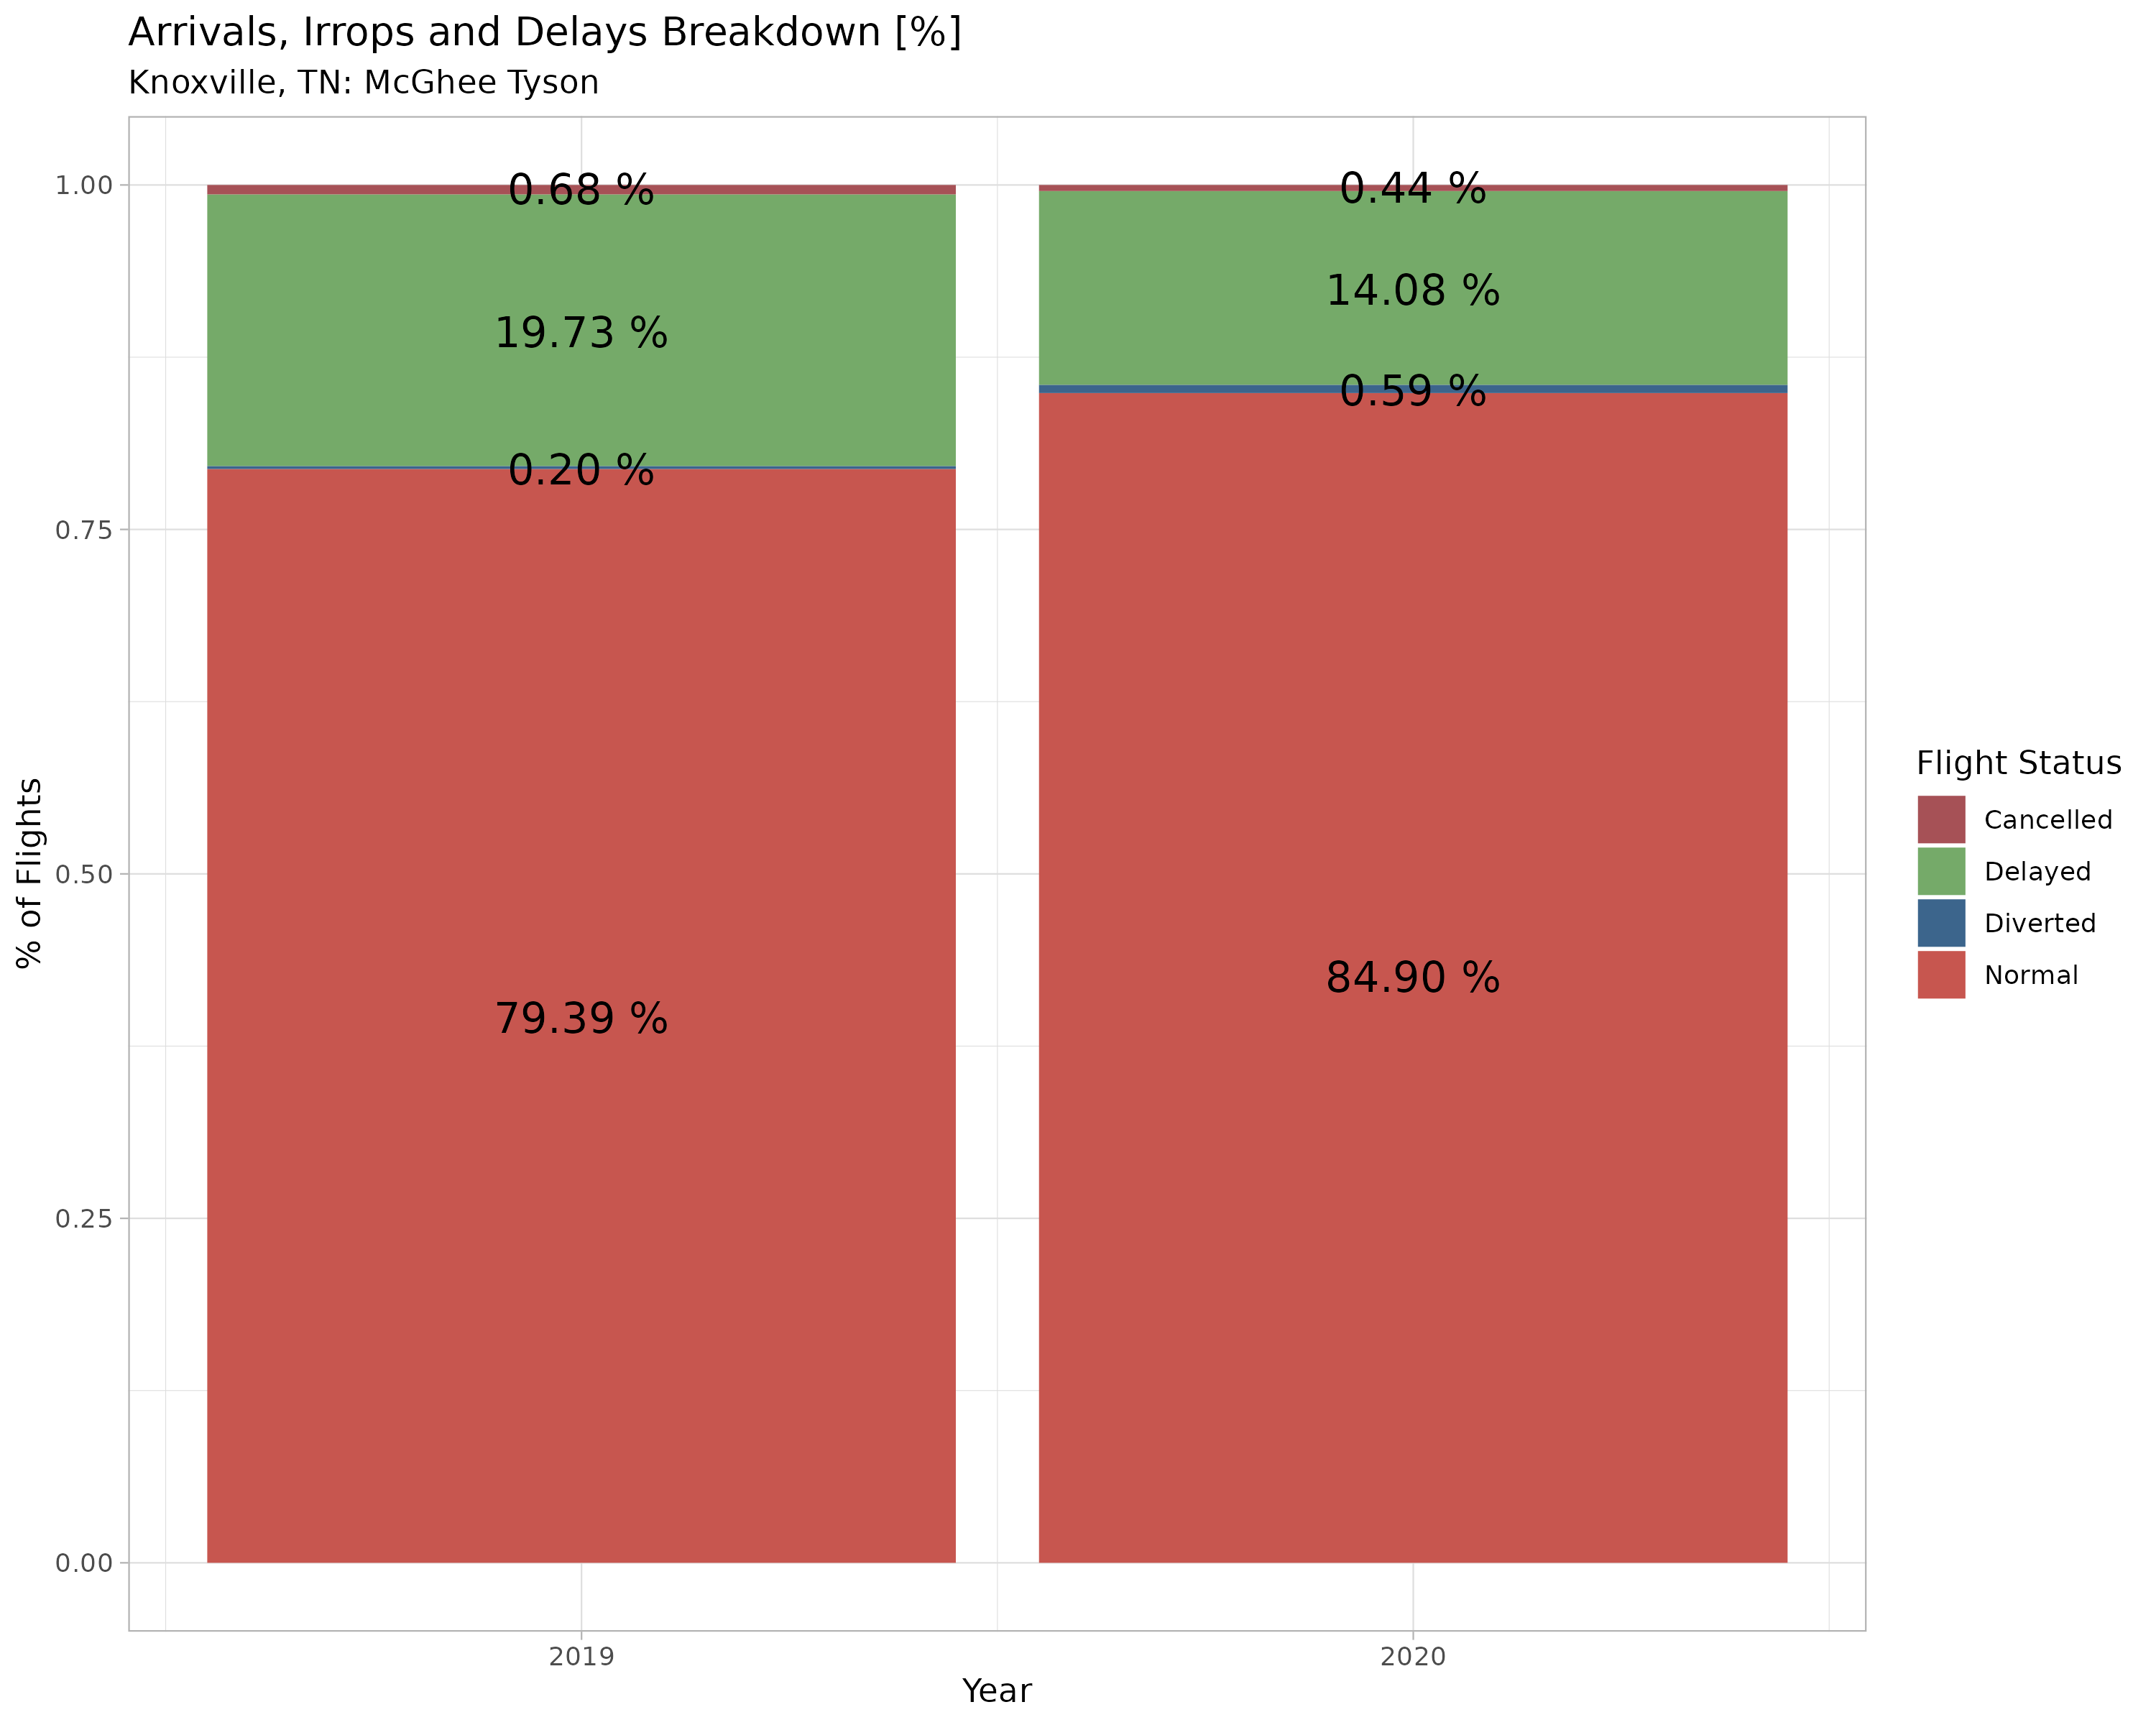 Arrivals, Irrops and Delays Breakdown [%]
Knoxville, TN: McGhee Tyson
% of Flights
1.00
0.75
0.50
0.25
0.00
0.68 %
19.73 %
0.20 %
79.39 %
0.44 %
14.08 %
0.59 %
84.90 %
2019
2020
Year
Flight Status
Cancelled
Delayed
Diverted
Normal